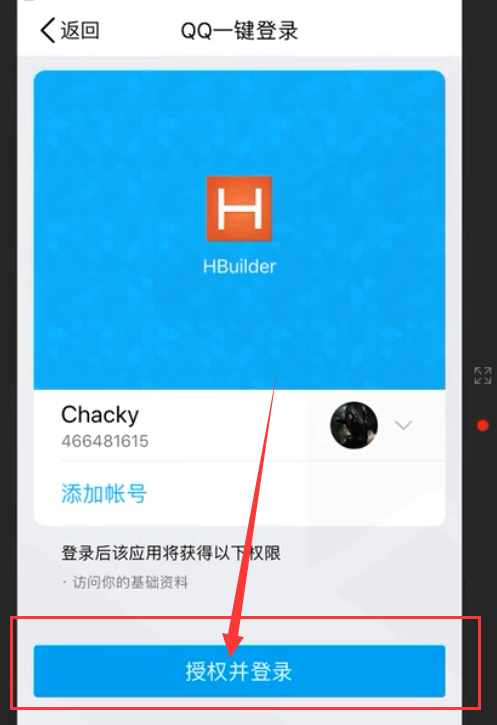 返回
QQ一键登录
H
HBuilder
Chacky
466481615
添加帐号
登录后该应用将获得以下权限
· 访问你的基础资料
授权并登录